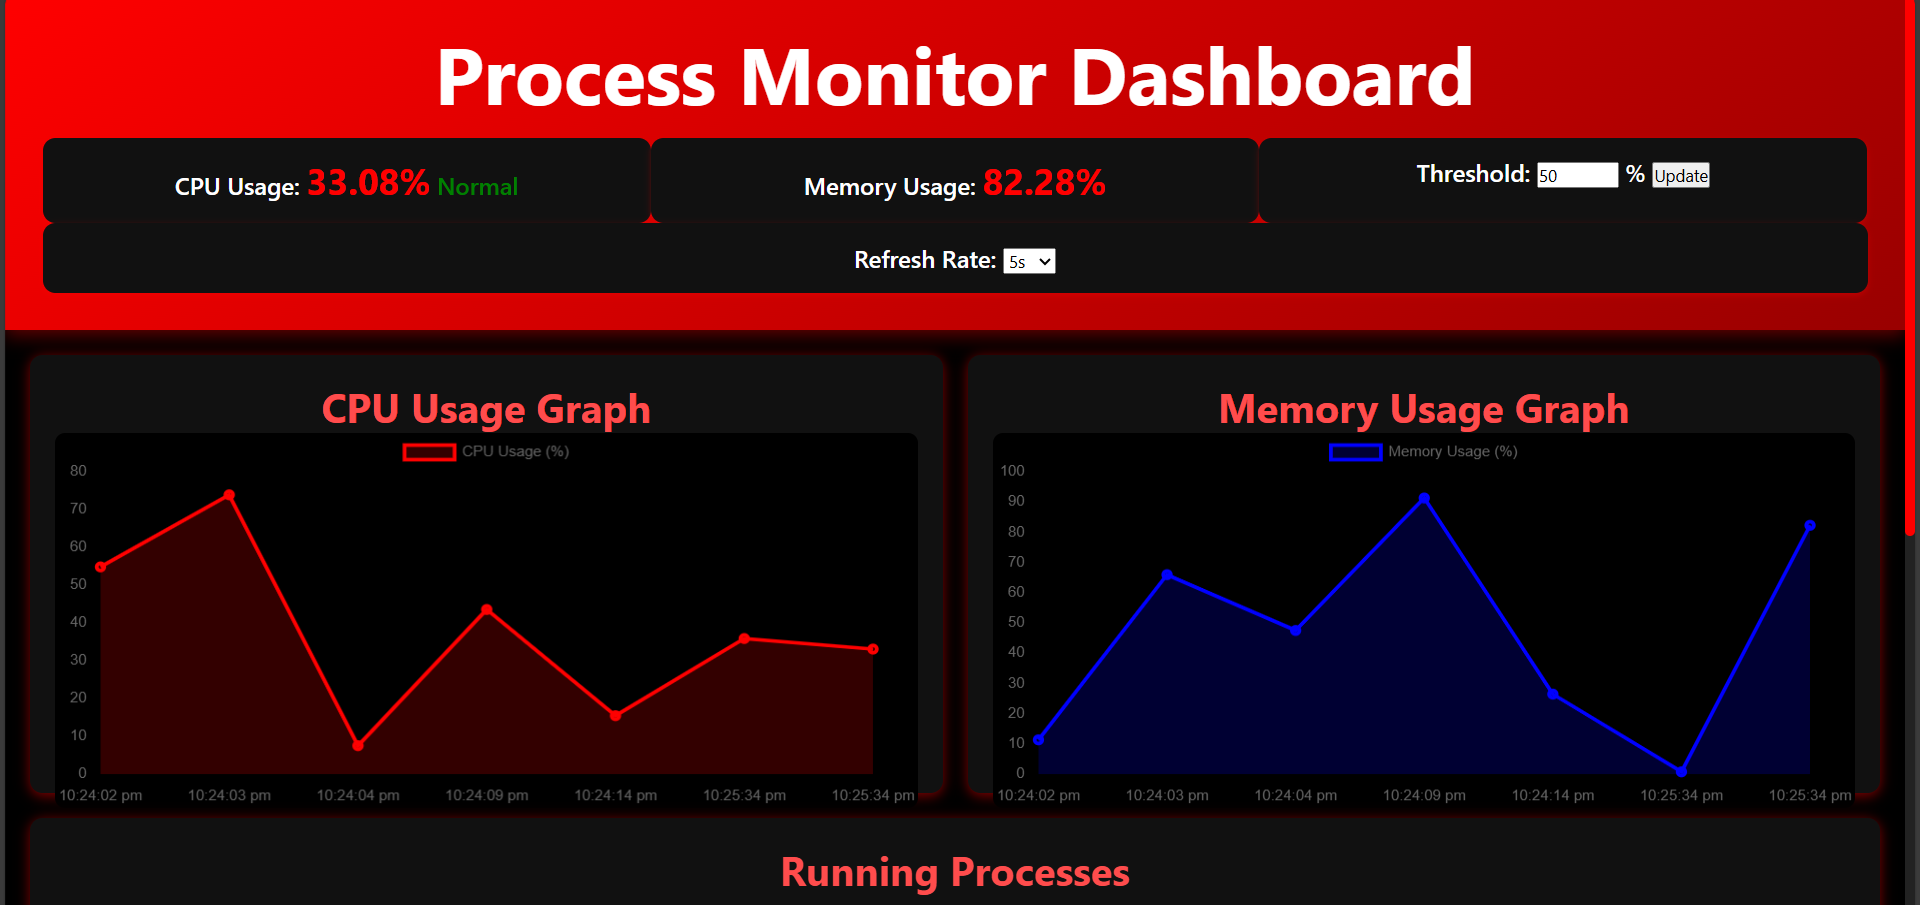 Process Monitor Dashboard
CPU Usage: 33.08% Normal
Memory Usage: 82.28%
Threshold: 50 % Update
Refresh Rate: 5s
CPU Usage Graph
CPU Usage (%)
80
70
60
50
40
30
20
10
0
10:24:02 pm 10:24:03 pm 10:24:04 pm 10:24:09 pm 10:24:14 pm 10:25:34 pm 10:25:34 pm
Memory Usage Graph
Memory Usage (%)
100
90
80
70
60
50
40
30
20
10
0
10:24:02 pm 10:24:03 pm 10:24:04 pm 10:24:09 pm 10:24:14 pm 10:25:34 pm 10:25:34 pm
Running Processes